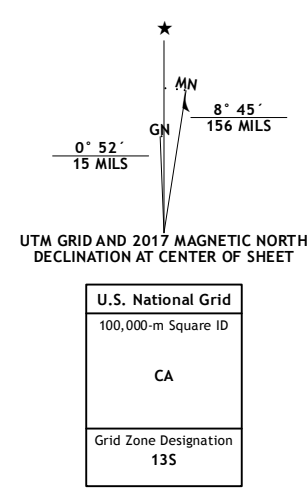 ★
MN
8° 45´
156 MILS
GN
0° 52´
15 MILS
UTM GRID AND 2017 MAGNETIC NORTH
DECLINATION AT CENTER OF SHEET
U.S. National Grid
100,000-m Square ID
CA
Grid Zone Designation
13S